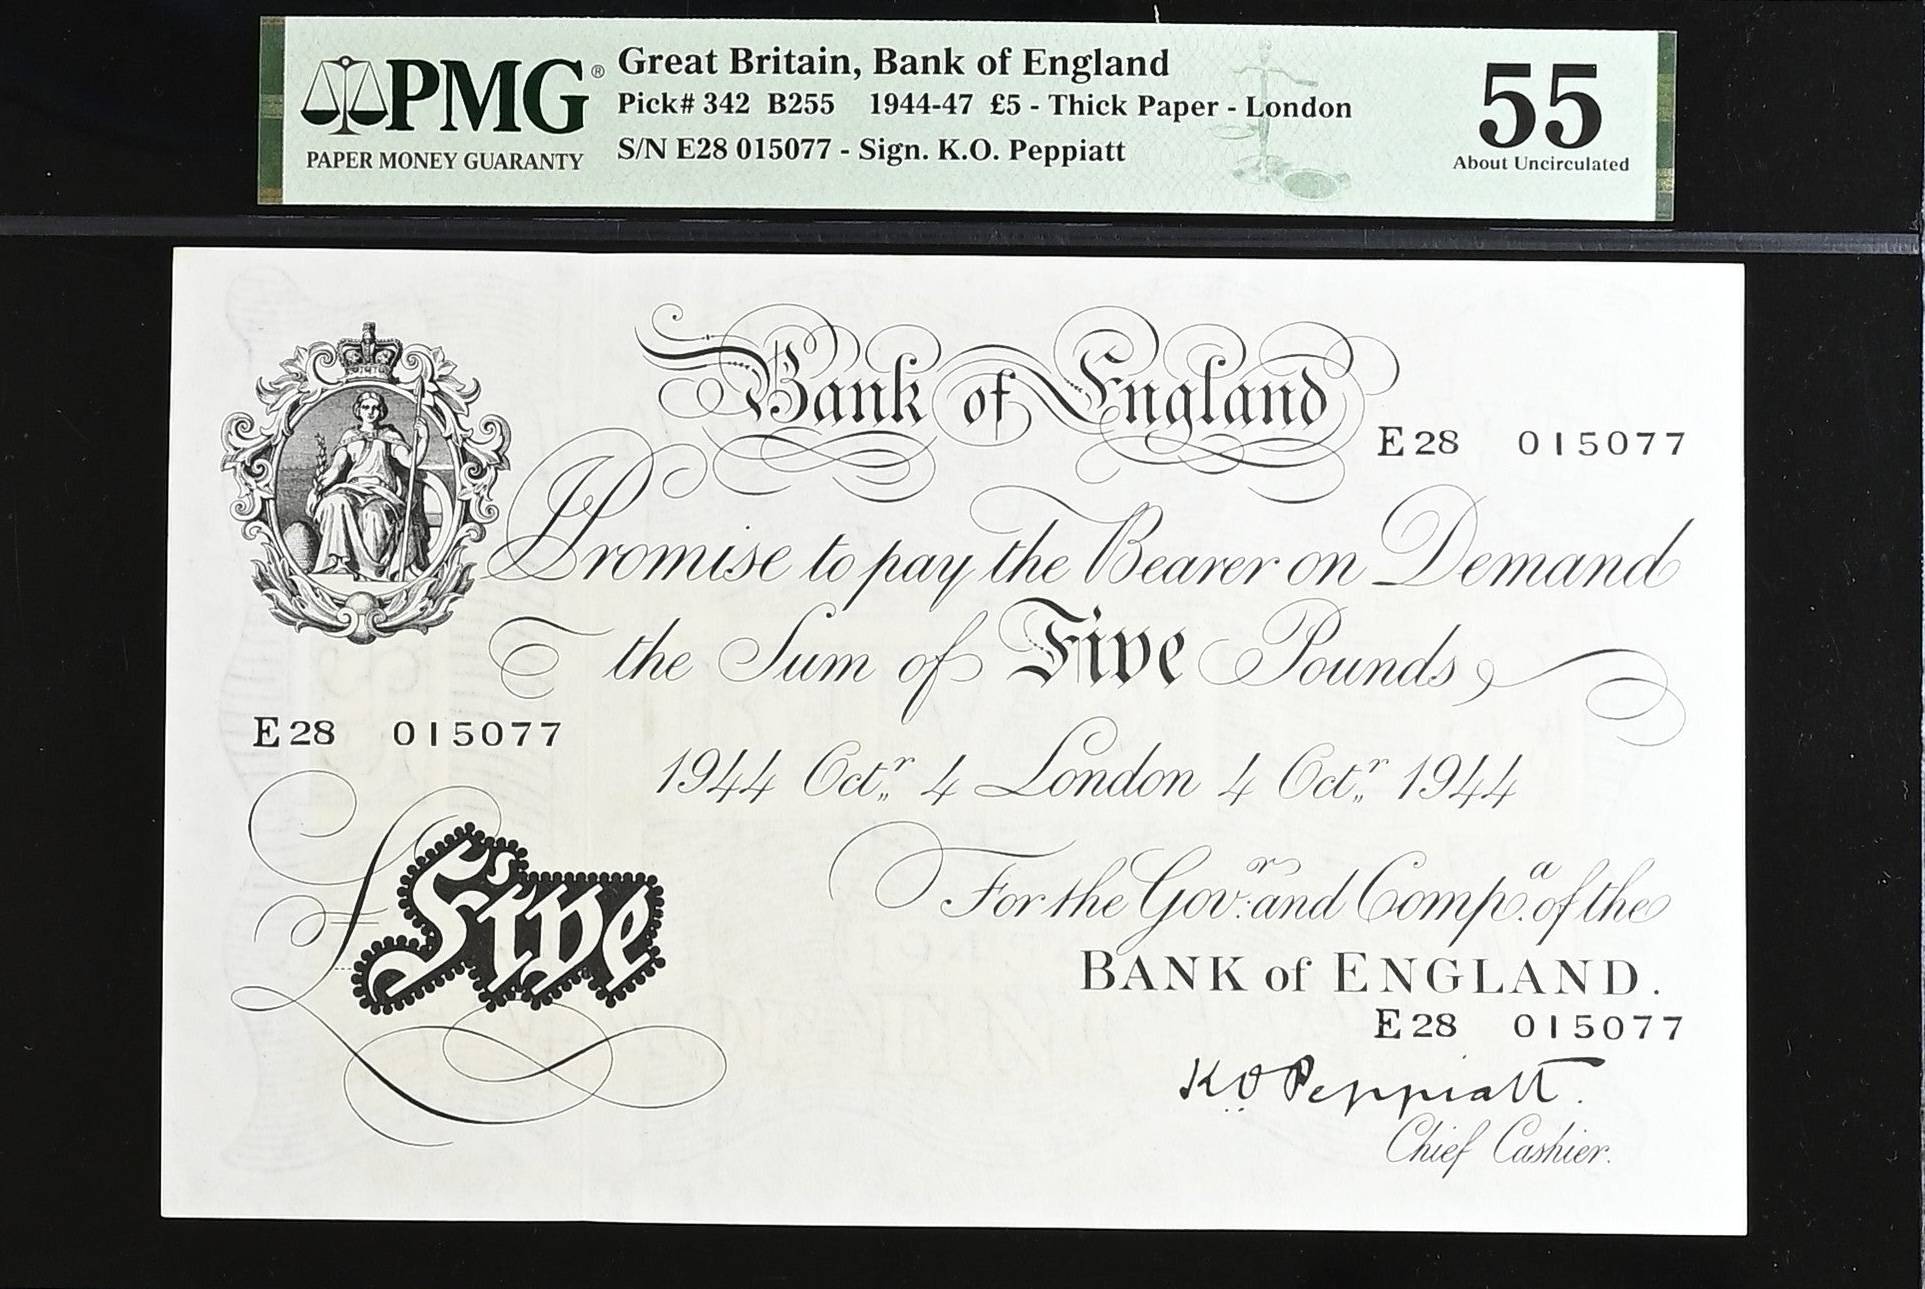 PMG®
PAPER MONEY GUARANTY
Great Britain, Bank of England
Pick# 342 B255 1944-47 £5 - Thick Paper - London
S/N E28 015077 - Sign. K.O. Peppiatt
55
About Uncirculated
Bank of England
E28 015077
I Promise to pay the Bearer on Demand
the Sum of Five Pounds
E28 015077
1944 Octr. 4 London 4 Octr. 1944
£Five
For the Govr. and Compa. of the
BANK of ENGLAND.
E28 015077
K.O. Peppiatt.
Chief Cashier.